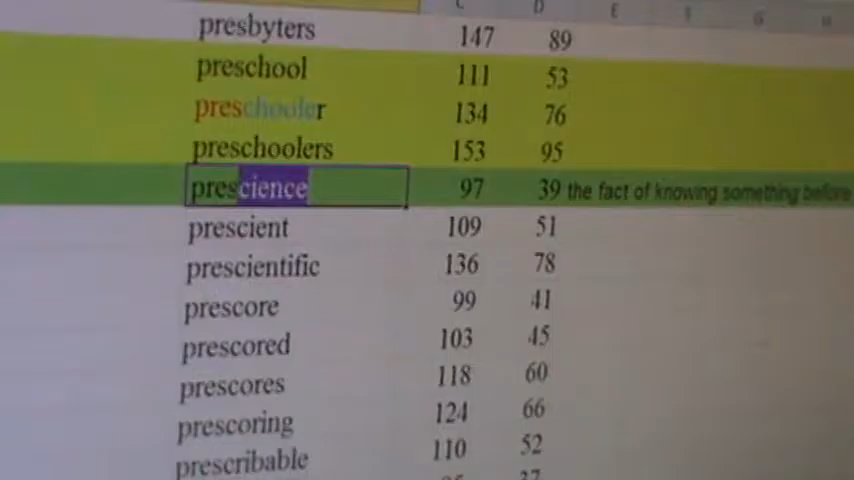 C D E F G H
presbyters 147 89
preschool 111 53
preschooler 134 76
preschoolers 153 95
prescience 97 39 the fact of knowing something before
prescient 109 51
prescientific 136 78
prescore 99 41
prescored 103 45
prescores 118 60
prescoring 124 66
prescribable 110 52
37